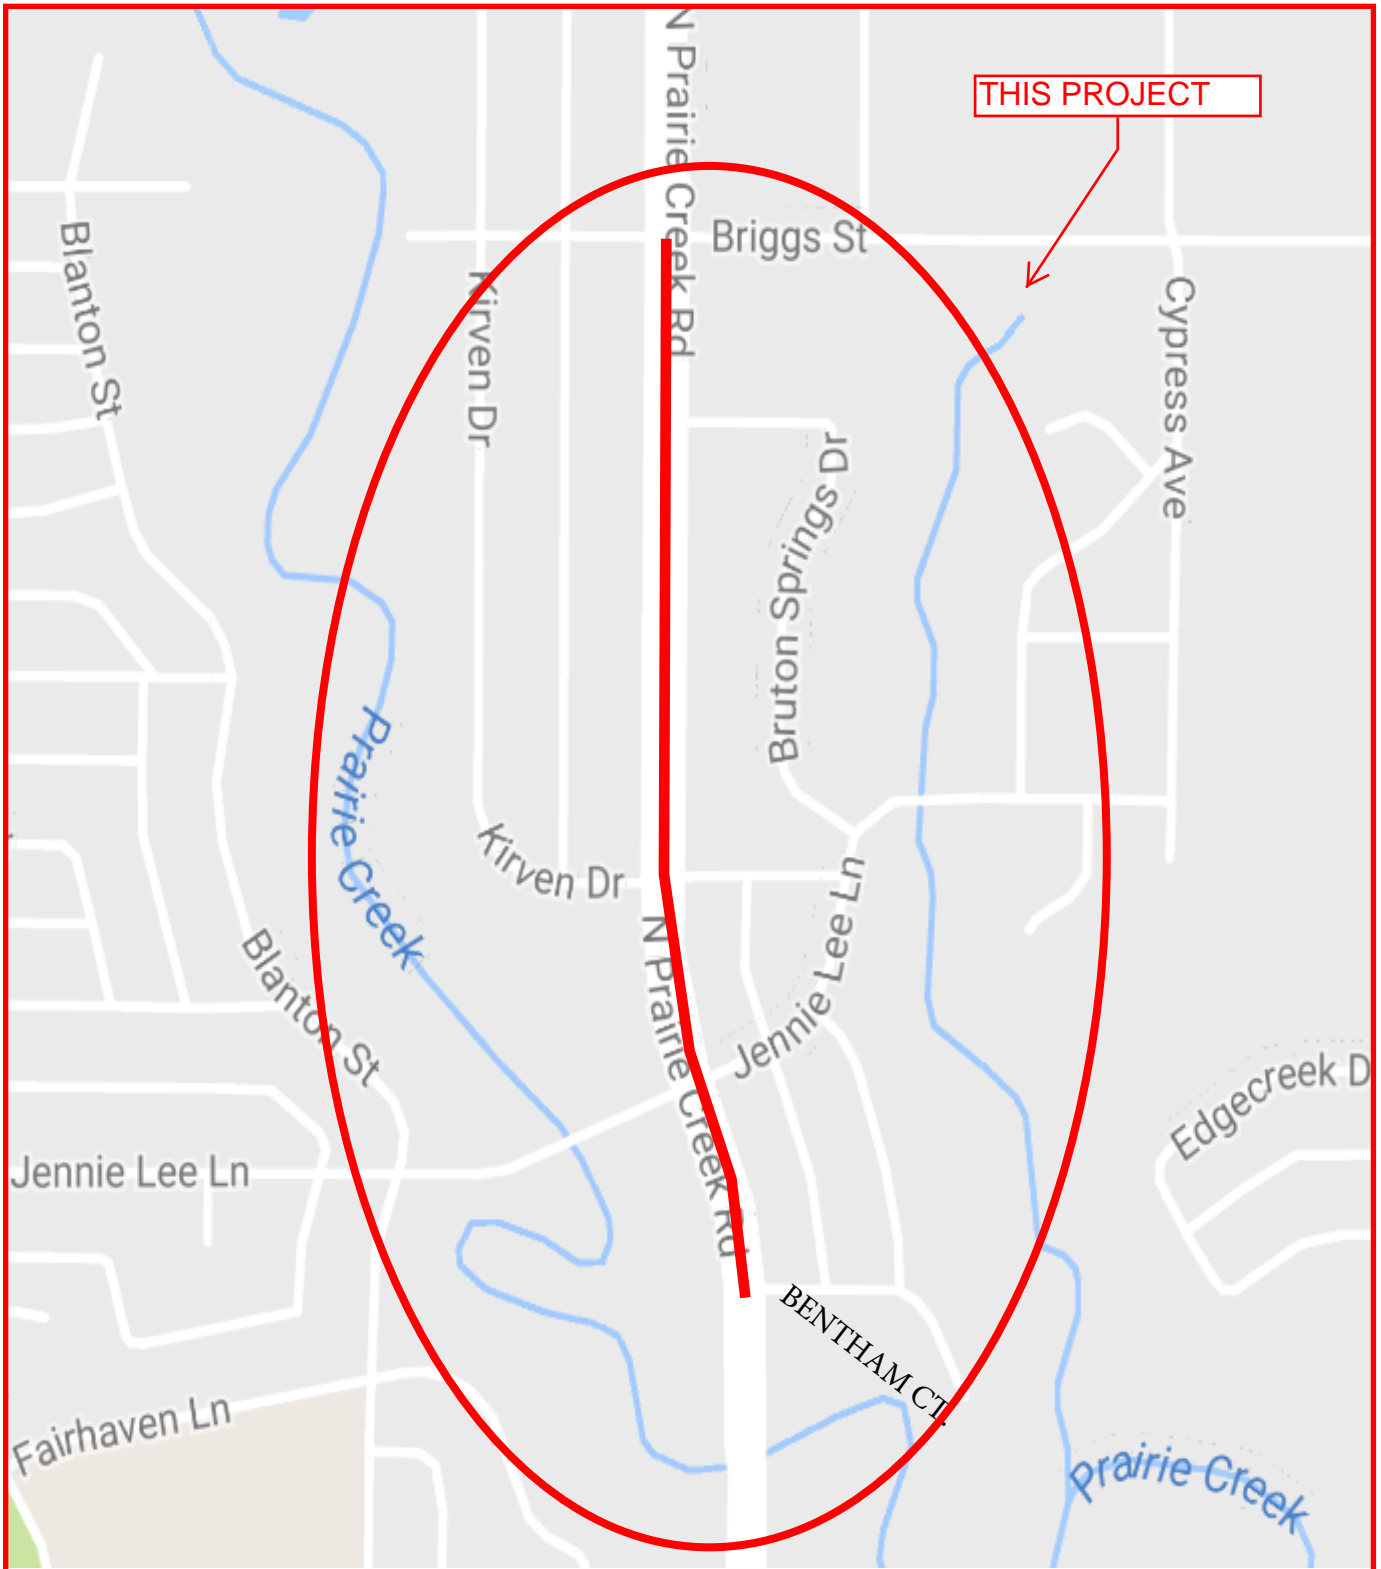 N Prairie Creek Rd
THIS PROJECT
Briggs St
Blanton St
Kirven Dr
Cypress Ave
Bruton Springs Dr
Prairie Creek
Kirven Dr
Jennie Lee Ln
N Prairie Creek Rd
Blanton St
Edgecreek D
Jennie Lee Ln
BENTHAM CT.
Fairhaven Ln
Prairie Creek